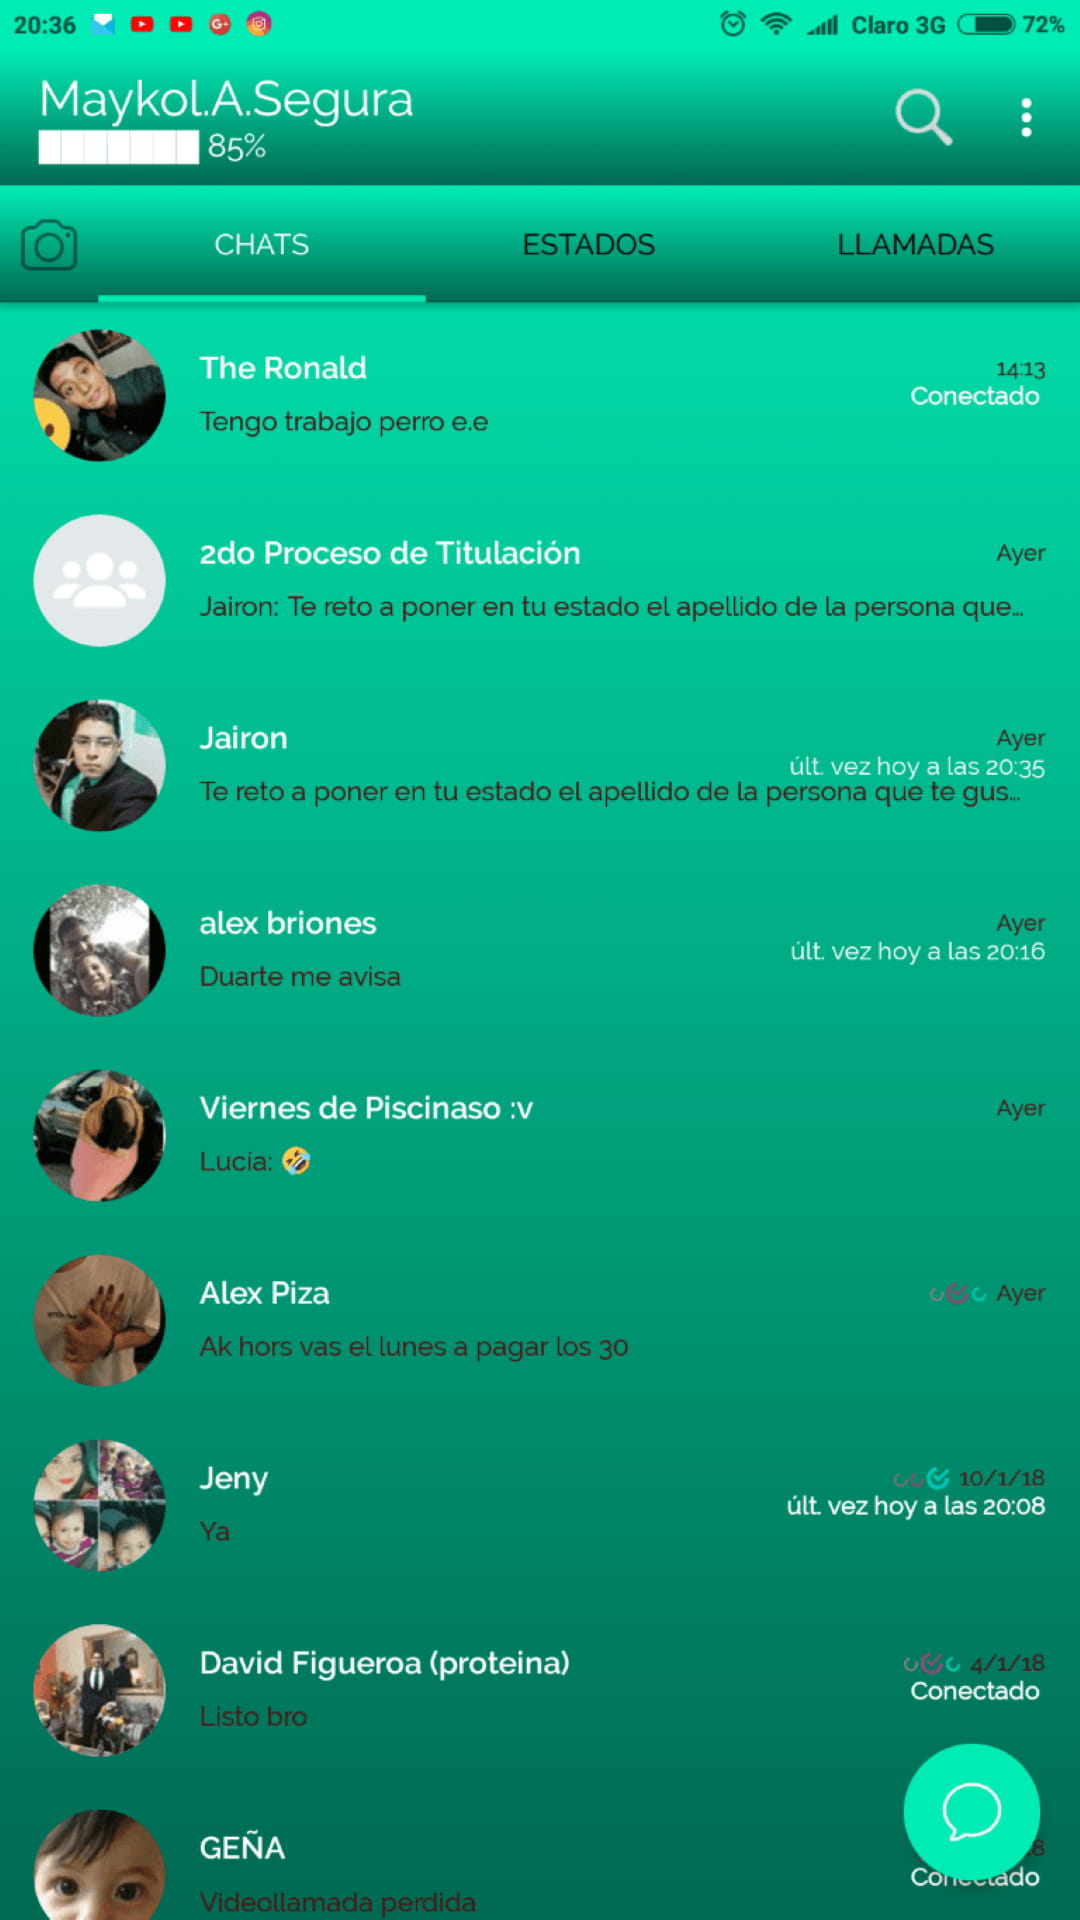 20:36 Claro 3G 72%
Maykol.A.Segura
85%
CHATS ESTADOS LLAMADAS
The Ronald 14:13
Conectado
Tengo trabajo perro e.e
2do Proceso de Titulación Ayer
Jairon: Te reto a poner en tu estado el apellido de la persona que...
Jairon Ayer
últ. vez hoy a las 20:35
Te reto a poner en tu estado el apellido de la persona que te gus...
alex briones Ayer
últ. vez hoy a las 20:16
Duarte me avisa
Viernes de Piscinaso :v Ayer
Lucía: 🤣
Alex Piza Ayer
Ak hors vas el lunes a pagar los 30
Jeny 10/1/18
últ. vez hoy a las 20:08
Ya
David Figueroa (proteina) 4/1/18
Conectado
Listo bro
GEÑA
Conectado
Videollamada perdida